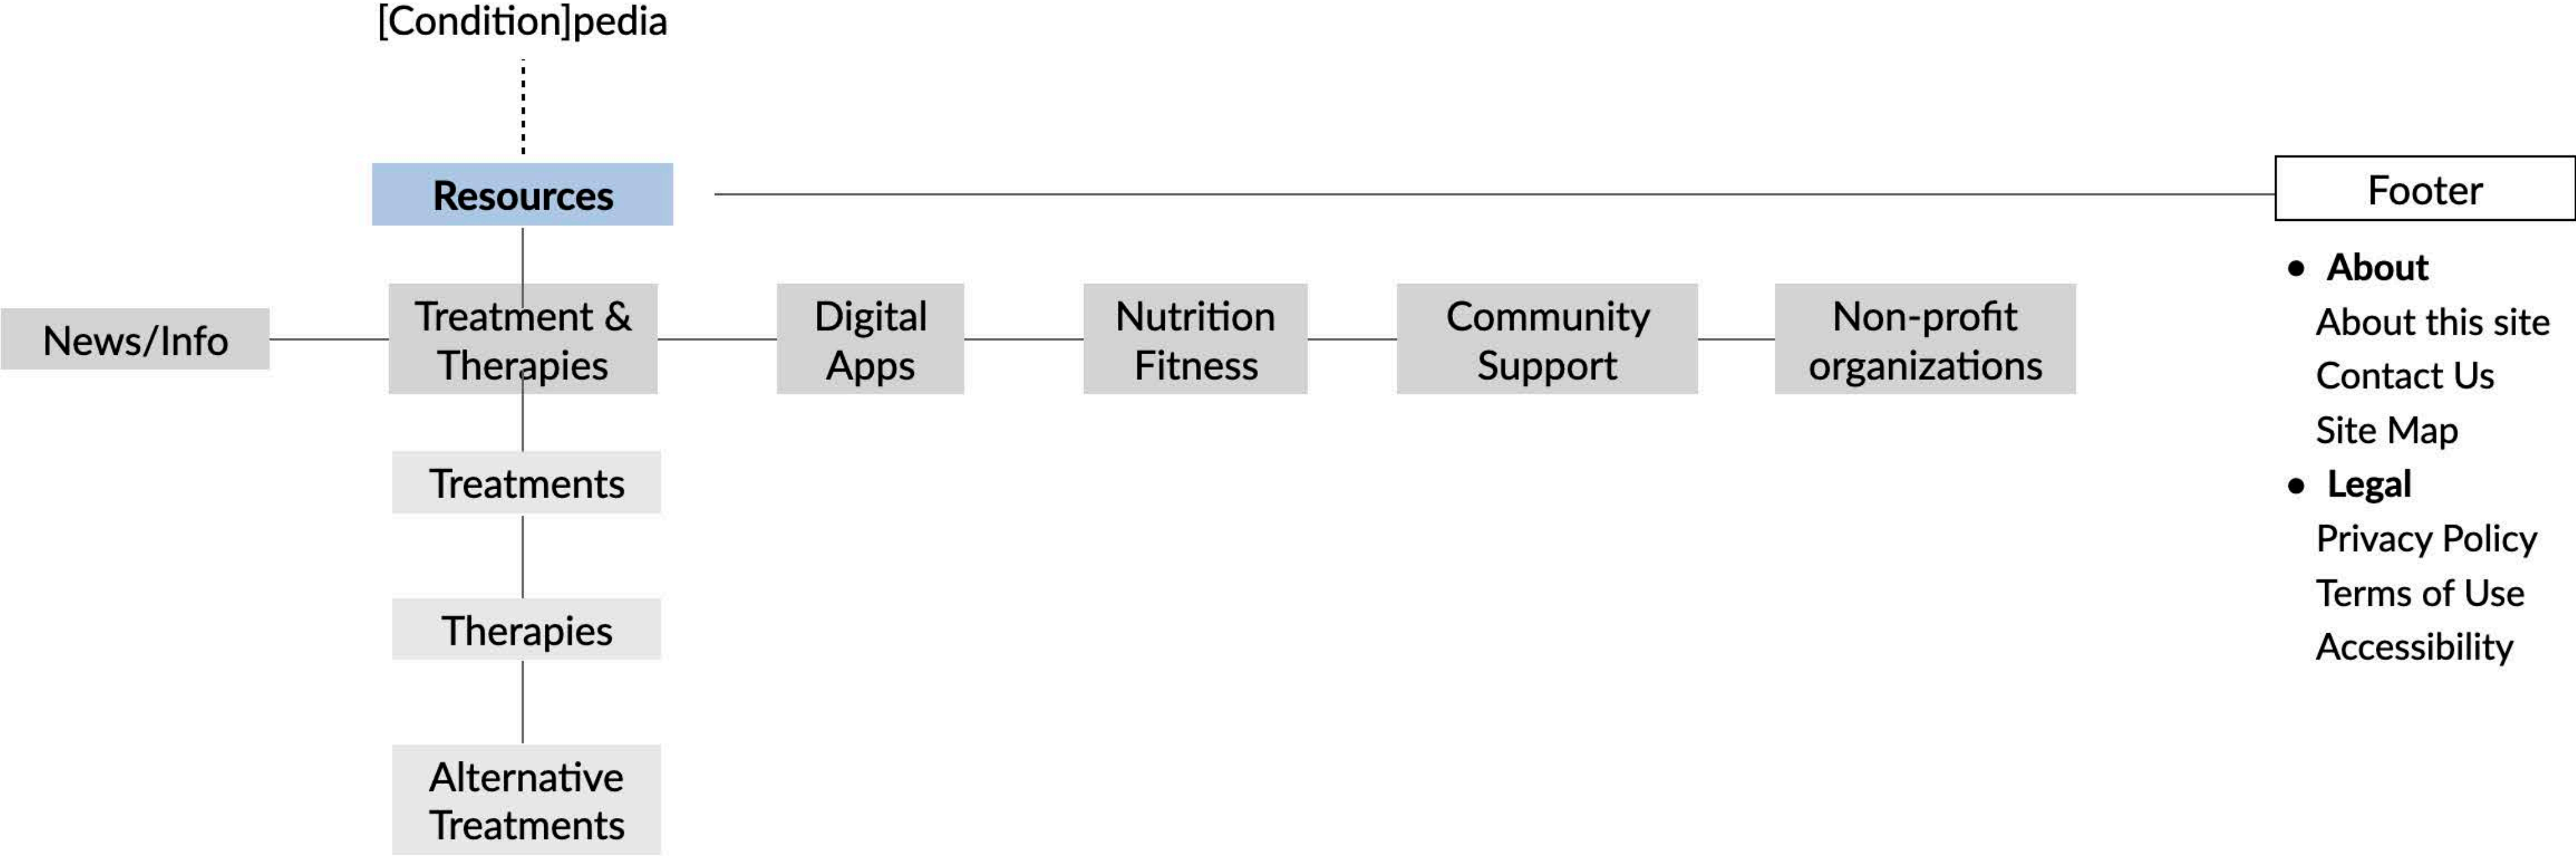 [Condition]pedia
Resources
Footer
News/Info
Treatment &
Therapies
Digital
Apps
Nutrition
Fitness
Community
Support
Non-profit
organizations
Treatments
Therapies
Alternative
Treatments
● About
About this site
Contact Us
Site Map
● Legal
Privacy Policy
Terms of Use
Accessibility